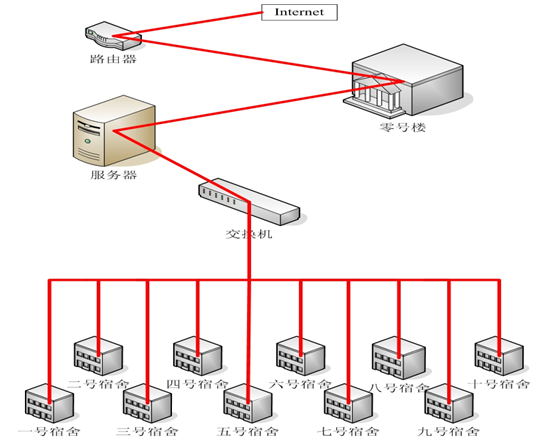 Internet
路由器
零号楼
服务器
交换机
二号宿舍 四号宿舍 六号宿舍 八号宿舍 十号宿舍
一号宿舍 三号宿舍 五号宿舍 七号宿舍 九号宿舍